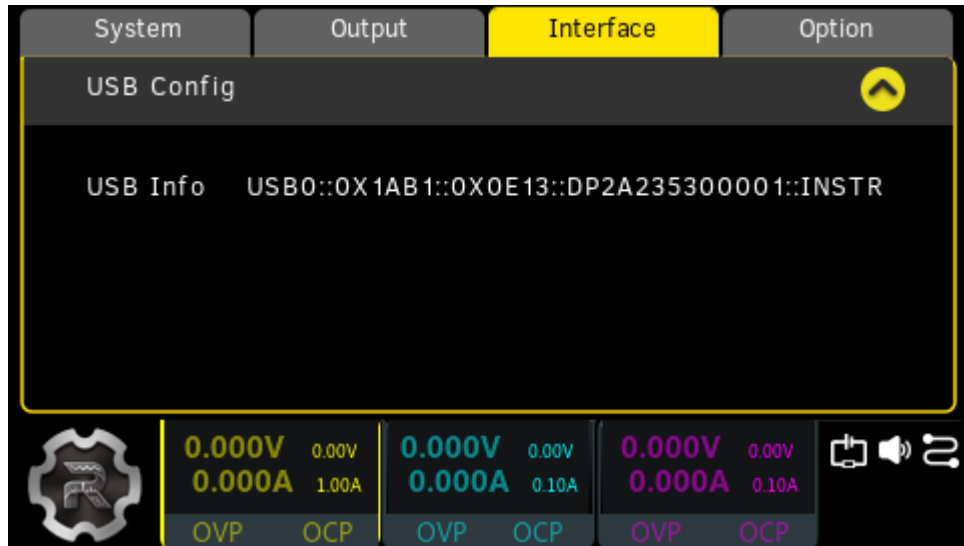 System Output Interface Option
USB Config
USB Info USB0::0X1AB1::0X0E13::DP2A235300001::INSTR
0.000V 0.00V 0.000V 0.00V 0.000V 0.00V
0.000A 1.00A 0.000A 0.10A 0.000A 0.10A
OVP OCP OVP OCP OVP OCP